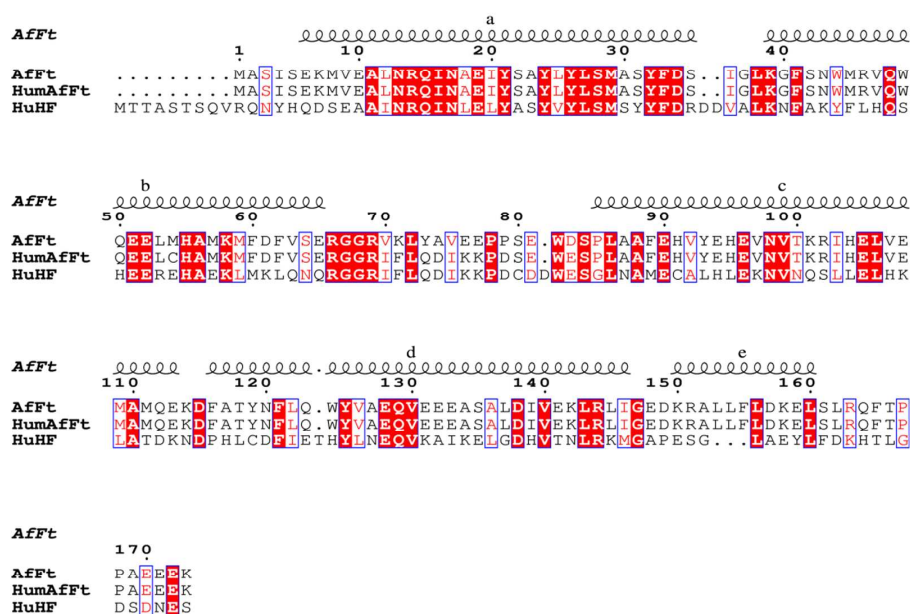 a
AfFt
1 10 20 30 40
AfFt .........MASISEKMVEALNRQINAEIYSAYLYLSMASYFDS..IGLKGFSNWMRVQW
HumAfFt .........MASISEKMVEALNRQINAEIYSAYLYLSMASYFDS..IGLKGFSNWMRVQW
HuHF MTTASTSQVRQNYHQDSEAAINRQINLELYASYVYLSMSYYFDRDDVALKNFAKYFLHQS
b c
AfFt
50 60 70 80 90 100
AfFt QEELMHAMKMFDFVSERGGRVKLYAVEEPPSE.WDSPLAAFEHVYEHEVNVTKRIHELVE
HumAfFt QEELCHAMKMFDFVSERGGRIFLQDIKKPDSE.WESPLAAFEHVYEHEVNVTKRIHELVE
HuHF HEEREHAEKLMKLQNQRGGRIFLQDIKKPDCDDWESGLNAMECALHLEKNVNQSLLELHK
d e
AfFt .
110 120 130 140 150 160
AfFt MAMQEKDFATYNFLQ.WYVAEQVEEEASALDIVEKLRLIGEDKRALLFLDKELSLRQFTP
HumAfFt MAMQEKDFATYNFLQ.WYVAEQVEEEASALDIVEKLRLIGEDKRALLFLDKELSLRQFTP
HuHF LATDKNDPHLCDFIETHYLNEQVKAIKELGDHVTNLRKMGAPESG...LAEYLFDKHTLG
AfFt
170
AfFt PAEEEK
HumAfFt PAEEEK
HuHF DSDNES